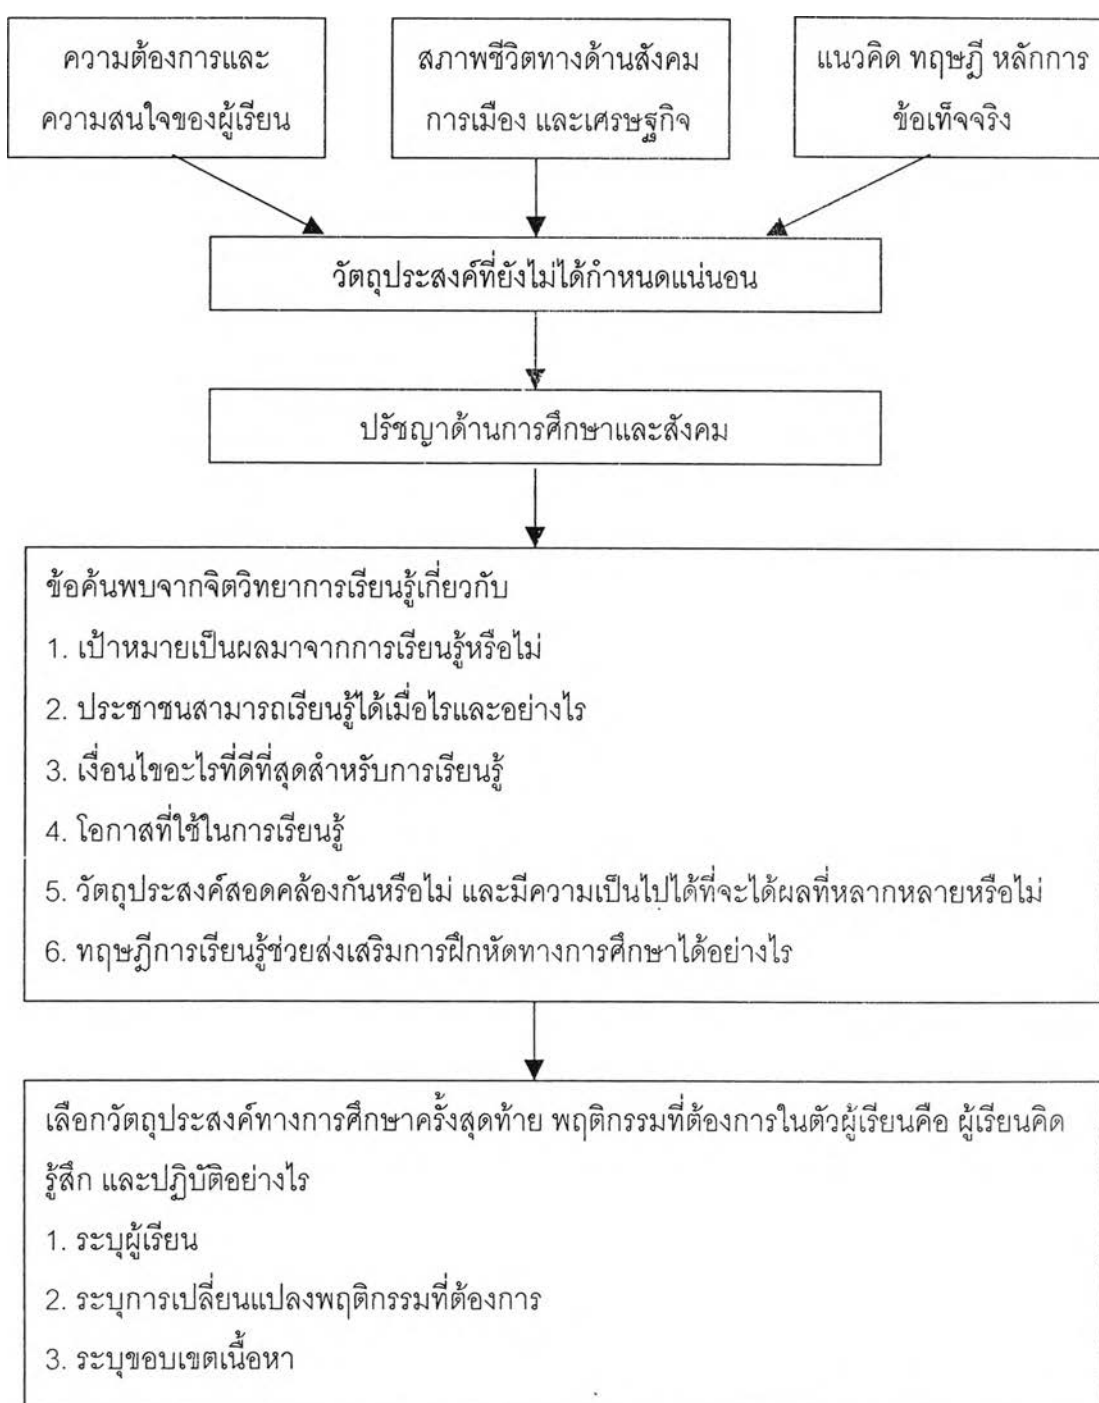 ความต้องการและ
ความสนใจของผู้เรียน
สภาพชีวิตทางด้านสังคม
การเมือง และเศรษฐกิจ
แนวคิด ทฤษฎี หลักการ
ข้อเท็จจริง
วัตถุประสงค์ที่ยังไม่ได้กำหนดแน่นอน
ปรัชญาด้านการศึกษาและสังคม
ข้อค้นพบจากจิตวิทยาการเรียนรู้เกี่ยวกับ
1. เป้าหมายเป็นผลมาจากการเรียนรู้หรือไม่
2. ประชาชนสามารถเรียนรู้ได้เมื่อไรและอย่างไร
3. เงื่อนไขอะไรที่ดีที่สุดสำหรับการเรียนรู้
4. โอกาสที่ใช้ในการเรียนรู้
5. วัตถุประสงค์สอดคล้องกันหรือไม่ และมีความเป็นไปได้ที่จะได้ผลที่หลากหลายหรือไม่
6. ทฤษฎีการเรียนรู้ช่วยส่งเสริมการฝึกหัดทางการศึกษาได้อย่างไร
เลือกวัตถุประสงค์ทางการศึกษาครั้งสุดท้าย พฤติกรรมที่ต้องการในตัวผู้เรียนคือ ผู้เรียนคิด
รู้สึก และปฏิบัติอย่างไร
1. ระบุผู้เรียน
2. ระบุการเปลี่ยนแปลงพฤติกรรมที่ต้องการ
3. ระบุขอบเขตเนื้อหา